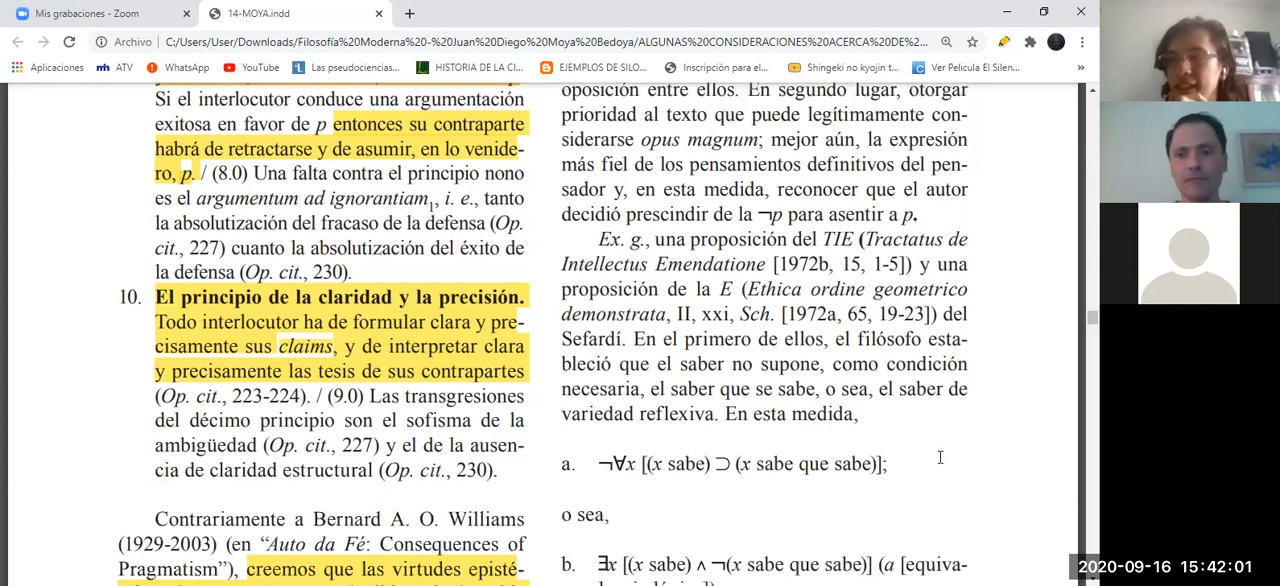 Mis grabaciones - Zoom
14-MOYA.indd
Archivo
C:/Users/User/Downloads/Filosofía%20Moderna%20-%20Juan%20Diego%20Moya%20Bedoya/ALGUNAS%20CONSIDERACIONES%20ACERCA%20DE%2...
Aplicaciones
mh ATV
WhatsApp
YouTube
Las pseudociencias...
HISTORIA DE LA CI...
EJEMPLOS DE SILO...
Inscripción para el...
Shingeki no kyojin t...
Ver Pelicula El Silen...
»
Si el interlocutor conduce una argumentación
exitosa en favor de p entonces su contraparte
habrá de retractarse y de asumir, en lo venide-
ro, p. / (8.0) Una falta contra el principio nono
es el argumentum ad ignorantiam1, i. e., tanto
la absolutización del fracaso de la defensa (Op.
cit., 227) cuanto la absolutización del éxito de
la defensa (Op. cit., 230).
10. El principio de la claridad y la precisión.
Todo interlocutor ha de formular clara y pre-
cisamente sus claims, y de interpretar clara
y precisamente las tesis de sus contrapartes
(Op. cit., 223-224). / (9.0) Las transgresiones
del décimo principio son el sofisma de la
ambigüedad (Op. cit., 227) y el de la ausen-
cia de claridad estructural (Op. cit., 230).
Contrariamente a Bernard A. O. Williams
(1929-2003) (en “Auto da Fé: Consequences of
Pragmatism”), creemos que las virtudes episté-
oposición entre ellos. En segundo lugar, otorgar
prioridad al texto que puede legítimamente con-
siderarse opus magnum; mejor aún, la expresión
más fiel de los pensamientos definitivos del pen-
sador y, en esta medida, reconocer que el autor
decidió prescindir de la ¬p para asentir a p.
Ex. g., una proposición del TIE (Tractatus de
Intellectus Emendatione [1972b, 15, 1-5]) y una
proposición de la E (Ethica ordine geometrico
demonstrata, II, xxi, Sch. [1972a, 65, 19-23]) del
Sefardí. En el primero de ellos, el filósofo esta-
bleció que el saber no supone, como condición
necesaria, el saber que se sabe, o sea, el saber de
variedad reflexiva. En esta medida,
a. ¬∀x [(x sabe) ⊃ (x sabe que sabe)];
o sea,
b. ∃x [(x sabe) ∧ ¬(x sabe que sabe)] (a [equiva-
2020-09-16 15:42:01